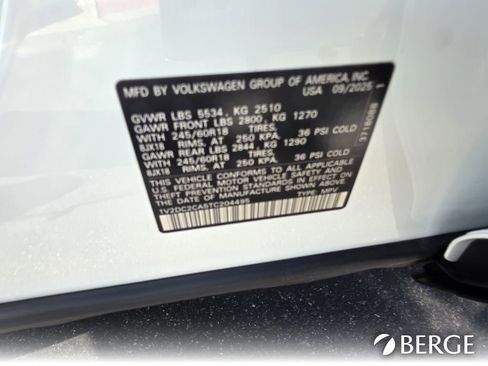 MFD BY VOLKSWAGEN GROUP OF AMERICA, INC.
USA 09/2025
GVWR LBS 5534, KG 2510
GAWR FRONT LBS 2800, KG 1270
WITH 245/60R18 TIRES,
8JX18 RIMS, AT 250 KPA, 36 PSI COLD
GAWR REAR LBS 2844, KG 1290
WITH 245/60R18 TIRES,
8JX18 RIMS, AT 250 KPA, 36 PSI COLD
THIS VEHICLE CONFORMS TO ALL APPLICABLE
U.S. FEDERAL MOTOR VEHICLE SAFETY AND
THEFT PREVENTION STANDARDS IN EFFECT ON
THE DATE OF MANUFACTURE SHOWN ABOVE.
1V2DC2CA5TC204495 TYPE: MPV
BERGE